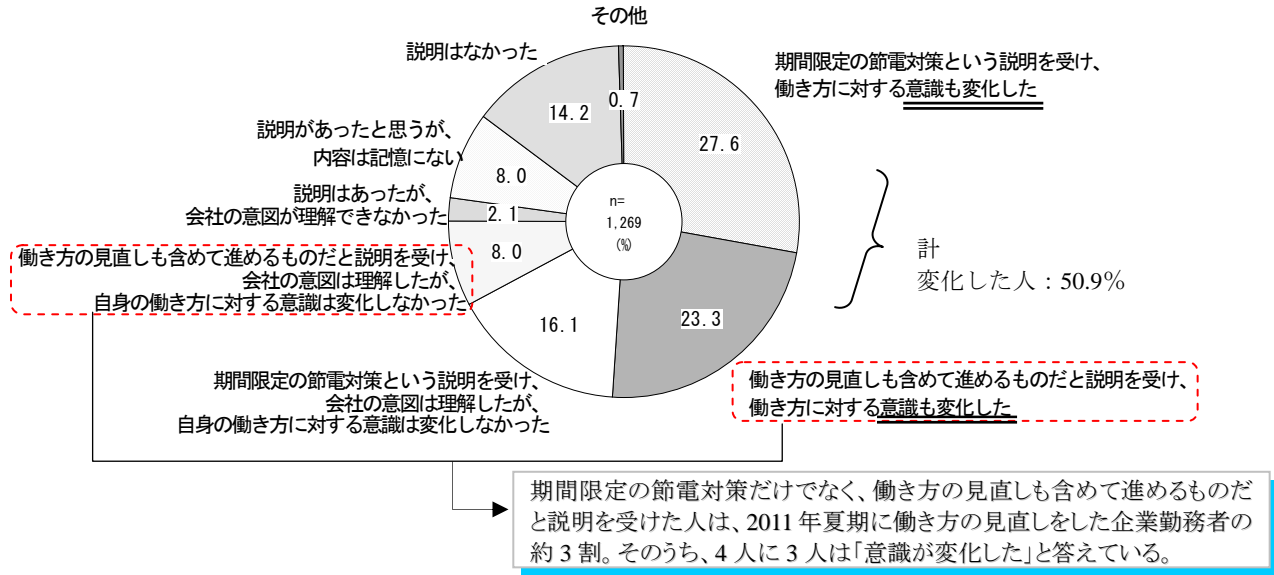 その他
説明はなかった
0.7
14.2
期間限定の節電対策という説明を受け、
働き方に対する意識も変化した
27.6
説明があったと思うが、
内容は記憶にない
8.0
説明はあったが、
会社の意図が理解できなかった
2.1
n=
1,269
(%)
働き方の見直しも含めて進めるものだと説明を受け、
会社の意図は理解したが、
自身の働き方に対する意識は変化しなかった
8.0
計
変化した人：50.9％
16.1
23.3
期間限定の節電対策という説明を受け、
会社の意図は理解したが、
自身の働き方に対する意識は変化しなかった
働き方の見直しも含めて進めるものだと説明を受け、
働き方に対する意識も変化した
期間限定の節電対策だけでなく、働き方の見直しも含めて進めるものだ
と説明を受けた人は、2011 年夏期に働き方の見直しをした企業勤務者の
約 3 割。そのうち、4 人に 3 人は「意識が変化した」と答えている。